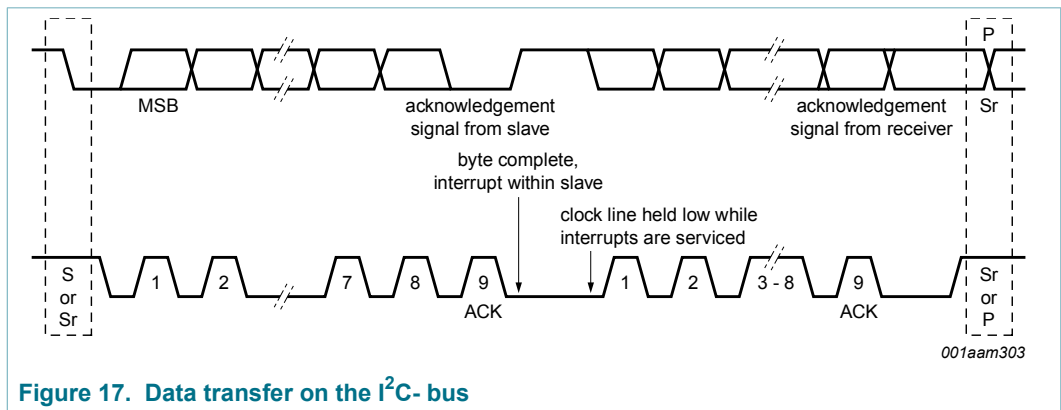 P
MSB
acknowledgement
signal from slave
acknowledgement
signal from receiver
Sr
byte complete,
interrupt within slave
clock line held low while
interrupts are serviced
S
or
Sr
1
2
7
8
9
ACK
1
2
3 - 8
9
ACK
Sr
or
P
001aam303
Figure 17. Data transfer on the I²C- bus